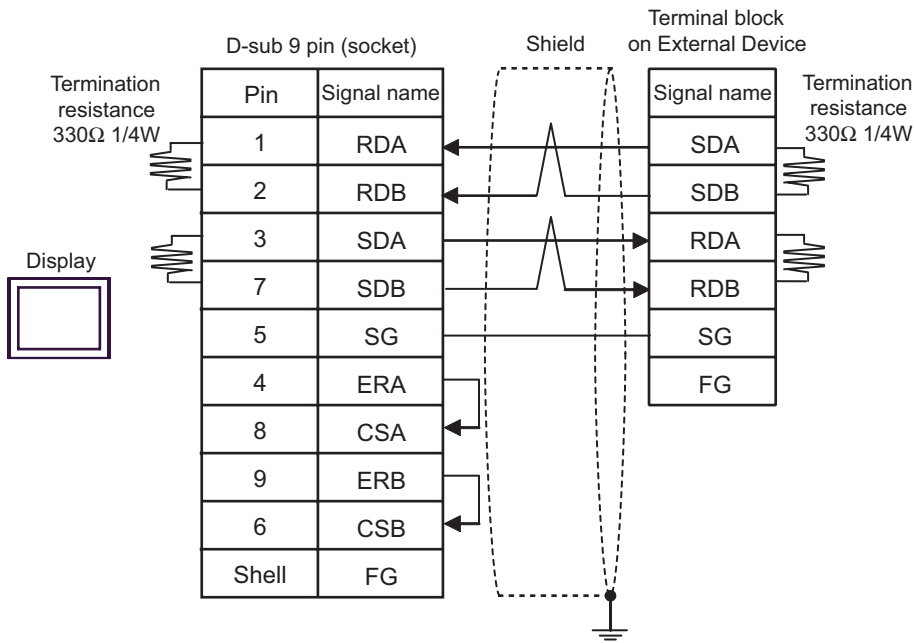 Terminal block
on External Device
D-sub 9 pin (socket)
Shield
Termination
resistance
330Ω 1/4W
Pin Signal name
Signal name
Termination
resistance
330Ω 1/4W
1 RDA SDA
2 RDB SDB
3 SDA RDA
Display
7 SDB RDB
5 SG SG
4 ERA FG
8 CSA
9 ERB
6 CSB
Shell FG